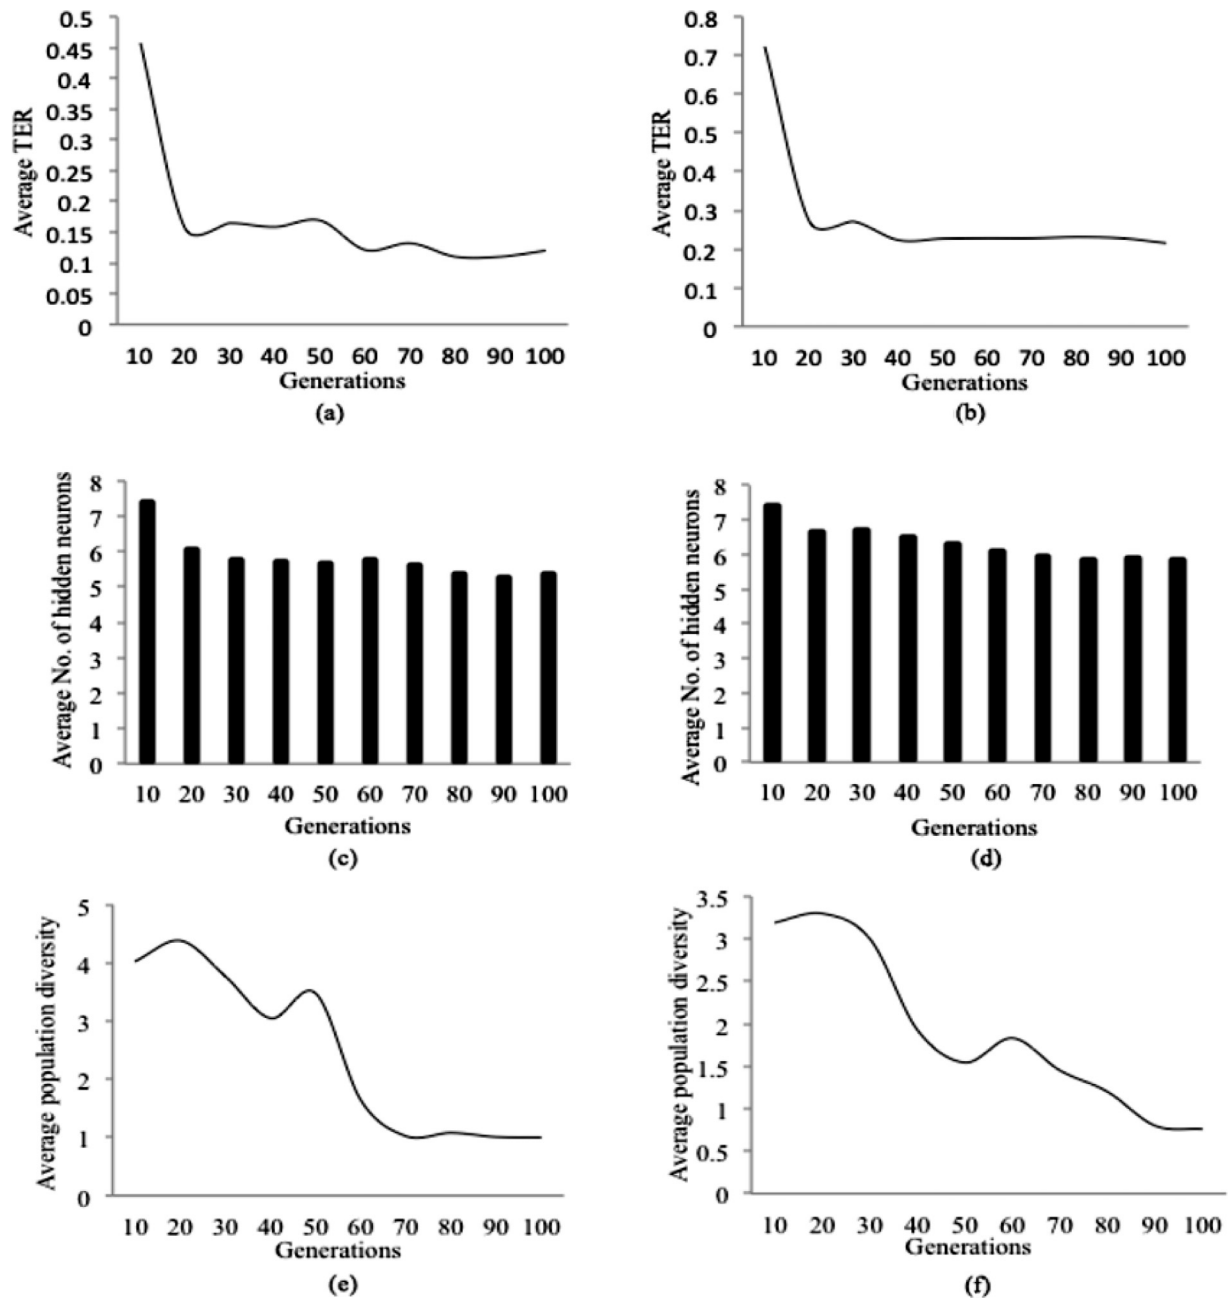 Average TER
0.5
0.45
0.4
0.35
0.3
0.25
0.2
0.15
0.1
0.05
0
10 20 30 40 50 60 70 80 90 100
Generations
(a)
Average TER
0.8
0.7
0.6
0.5
0.4
0.3
0.2
0.1
0
10 20 30 40 50 60 70 80 90 100
Generations
(b)
Average No. of hidden neurons
8
7
6
5
4
3
2
1
0
10 20 30 40 50 60 70 80 90 100
Generations
(c)
Average No. of hidden neurons
8
7
6
5
4
3
2
1
0
10 20 30 40 50 60 70 80 90 100
Generations
(d)
Average population diversity
5
4
3
2
1
0
10 20 30 40 50 60 70 80 90 100
Generations
(e)
Average population diversity
3.5
3
2.5
2
1.5
1
0.5
0
10 20 30 40 50 60 70 80 90 100
Generations
(f)